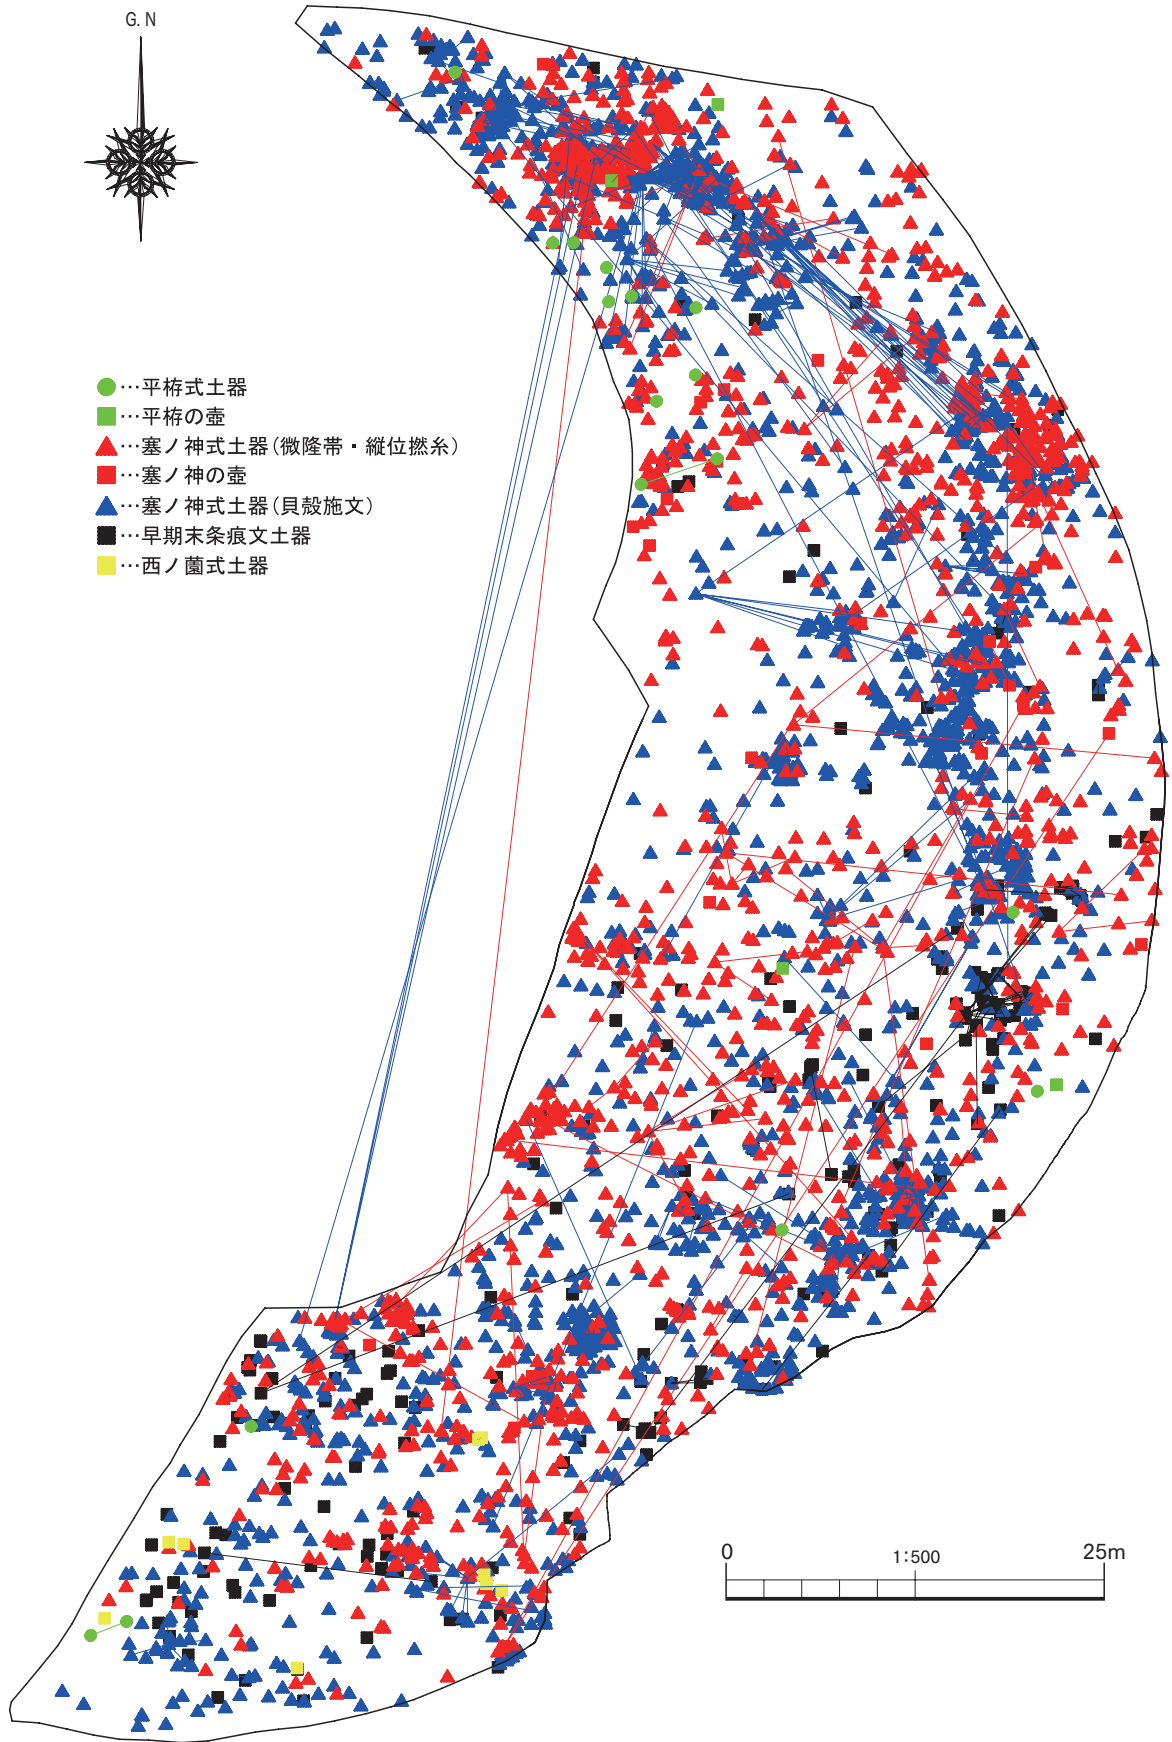 G. N
…平栫式土器
…平栫の壺
…塞ノ神式土器(微隆帯・縦位撚糸)
…塞ノ神の壺
…塞ノ神式土器(貝殻施文)
…早期末条痕文土器
…西ノ薗式土器
0 1:500 25m